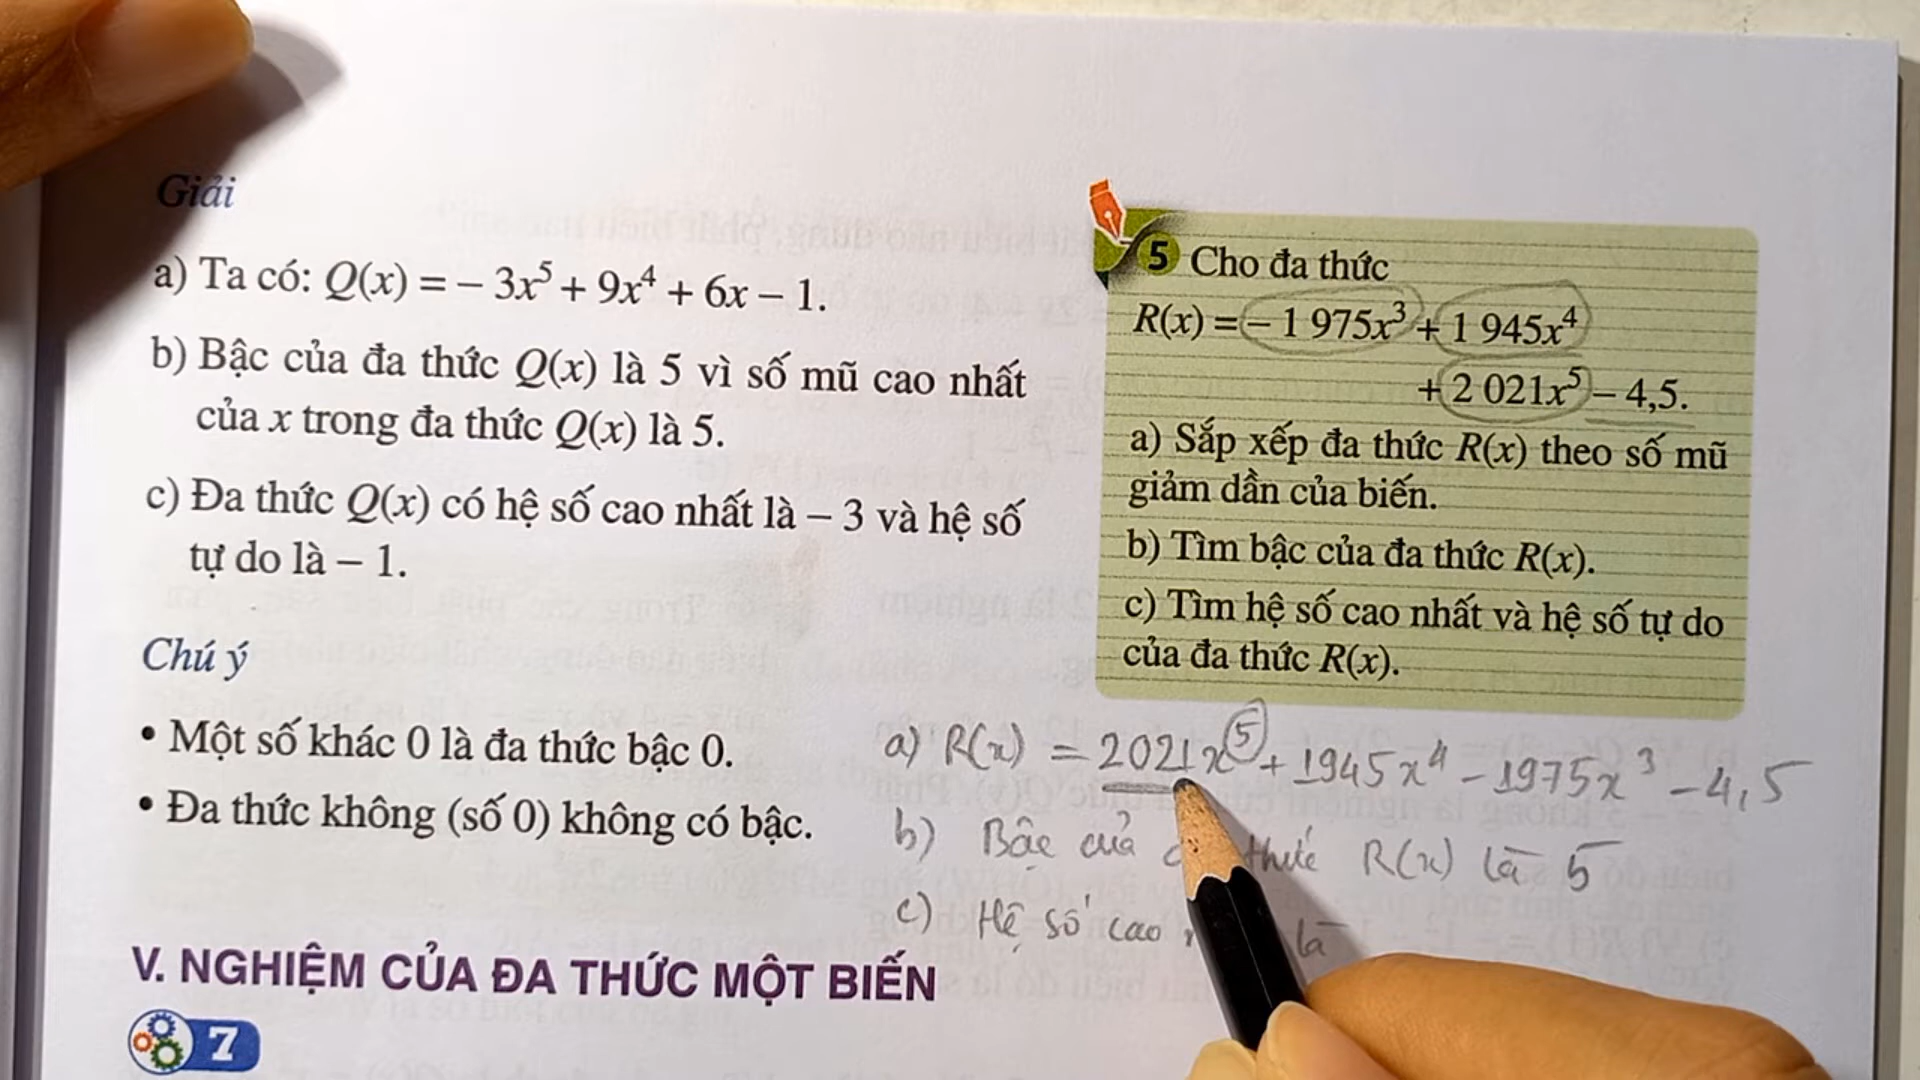 Giải
a) Ta có: Q(x) = – 3x⁵ + 9x⁴ + 6x – 1.
b) Bậc của đa thức Q(x) là 5 vì số mũ cao nhất
của x trong đa thức Q(x) là 5.
c) Đa thức Q(x) có hệ số cao nhất là – 3 và hệ số
tự do là – 1.
Chú ý
• Một số khác 0 là đa thức bậc 0.
• Đa thức không (số 0) không có bậc.
V. NGHIỆM CỦA ĐA THỨC MỘT BIẾN
7
5 Cho đa thức
R(x) = – 1 975x³ + 1 945x⁴
+ 2 021x⁵ – 4,5.
a) Sắp xếp đa thức R(x) theo số mũ
giảm dần của biến.
b) Tìm bậc của đa thức R(x).
c) Tìm hệ số cao nhất và hệ số tự do
của đa thức R(x).
a) R(x) = 2021x⁵ + 1945x⁴ – 1975x³ – 4,5
b) Bậc của thức R(x) là 5
c) Hệ số cao là